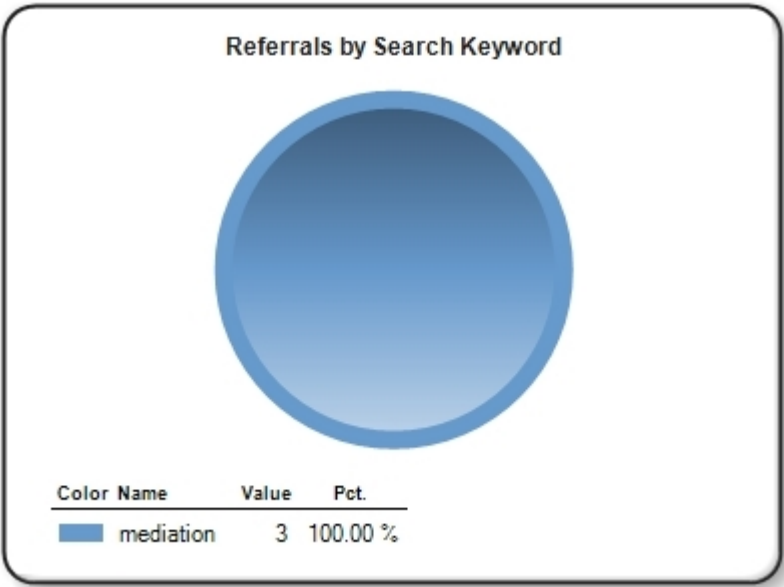 Referrals by Search Keyword
Color Name Value Pct.
mediation 3 100.00 %